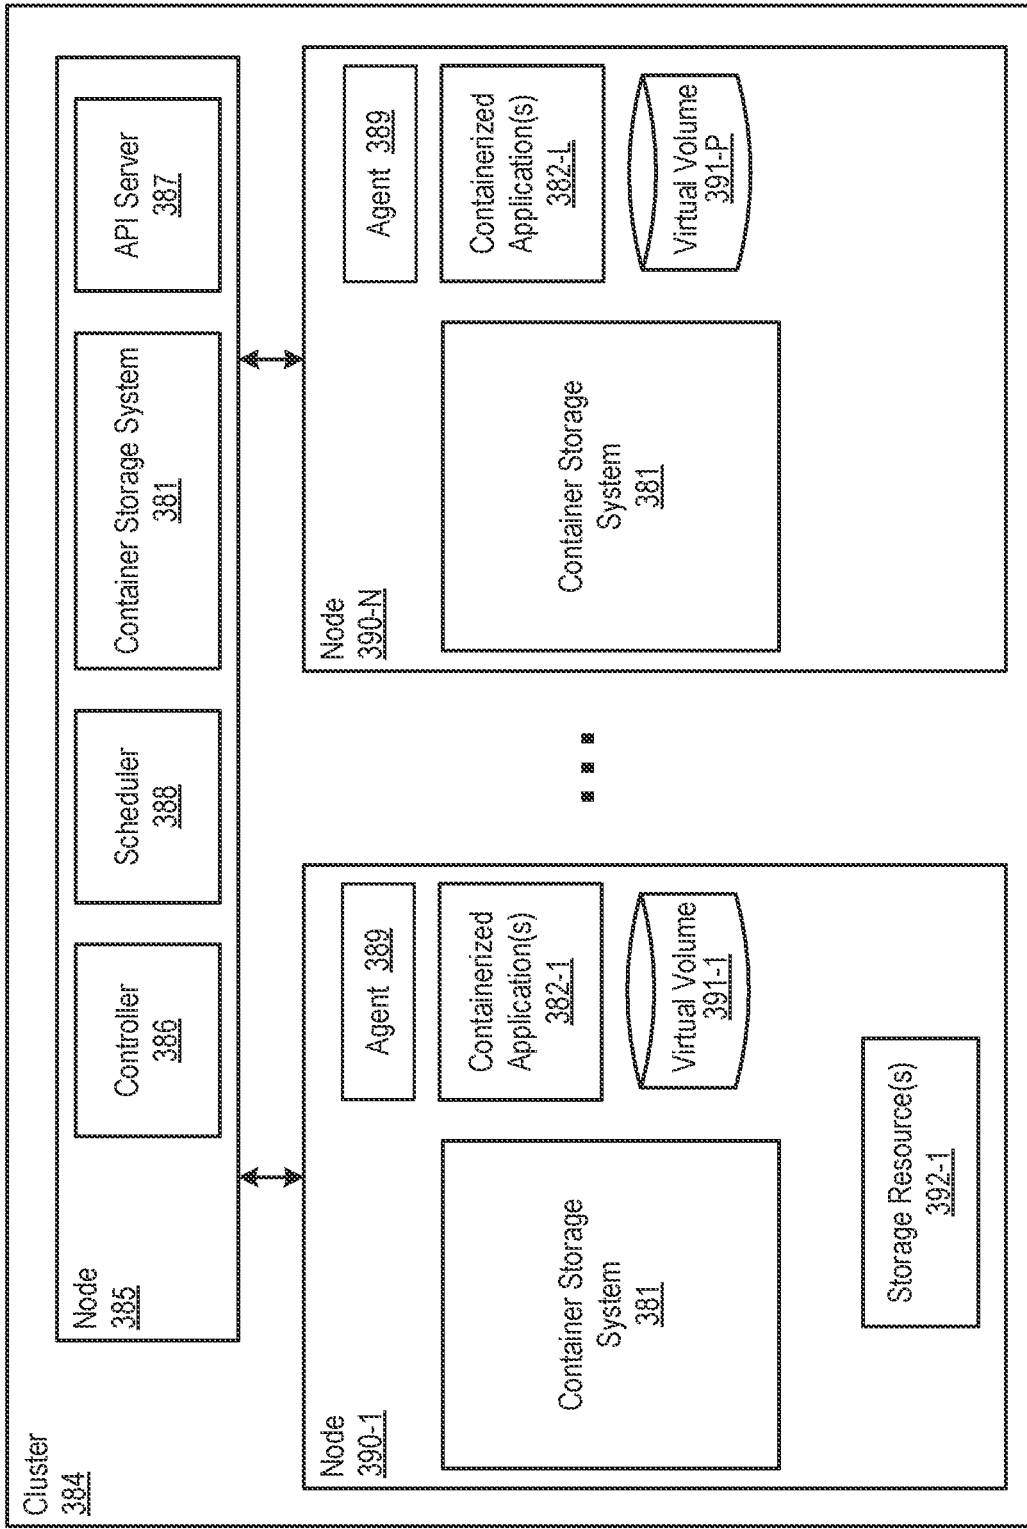 Cluster
384
Node
385
Controller
386
Scheduler
388
Container Storage System
381
API Server
387
Node
390-1
Container Storage
System
381
Agent 389
Containerized
Application(s)
382-1
Virtual Volume
391-1
Storage Resource(s)
392-1
Node
390-N
Container Storage
System
381
Agent 389
Containerized
Application(s)
382-L
Virtual Volume
391-P